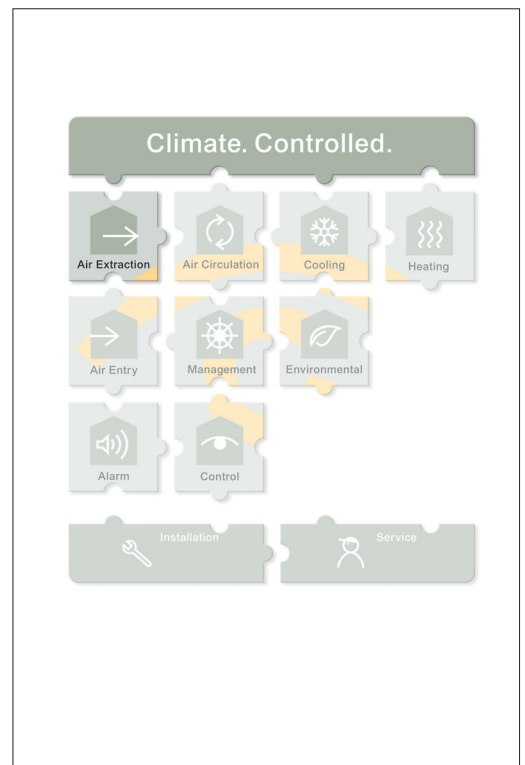 Climate. Controlled.
Air Extraction
Air Circulation
Cooling
Heating
Air Entry
Management
Environmental
Alarm
Control
Installation
Service